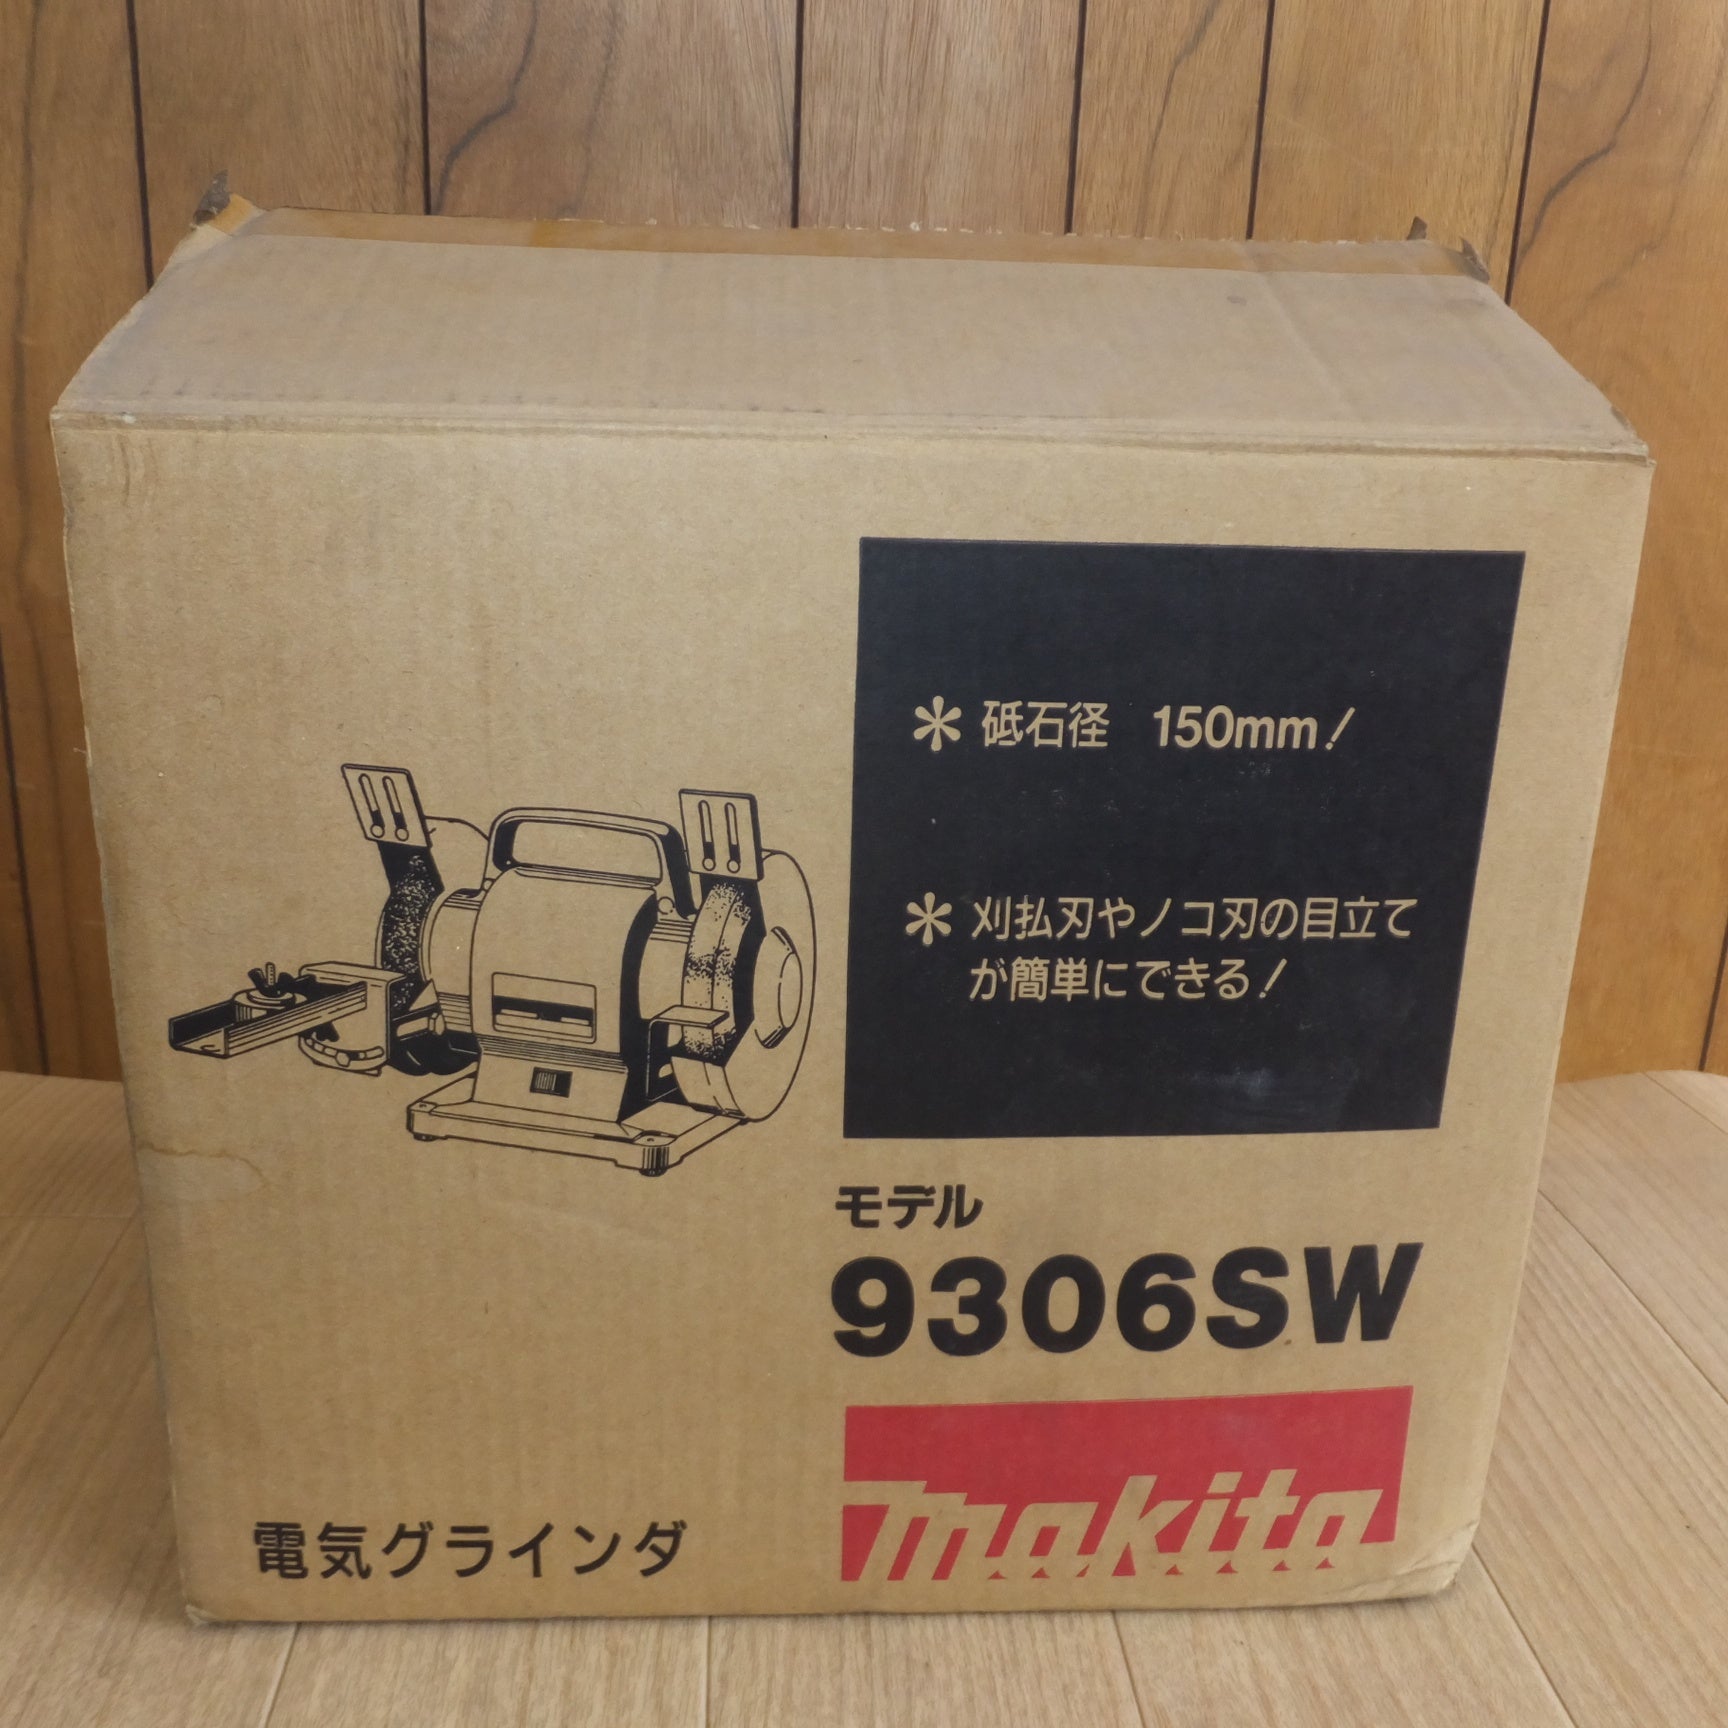 ＊ 砥石径 150mm！
＊ 刈払刃やノコ刃の目立て
が簡単にできる！
モデル
9306SW
makita
電気グラインダ